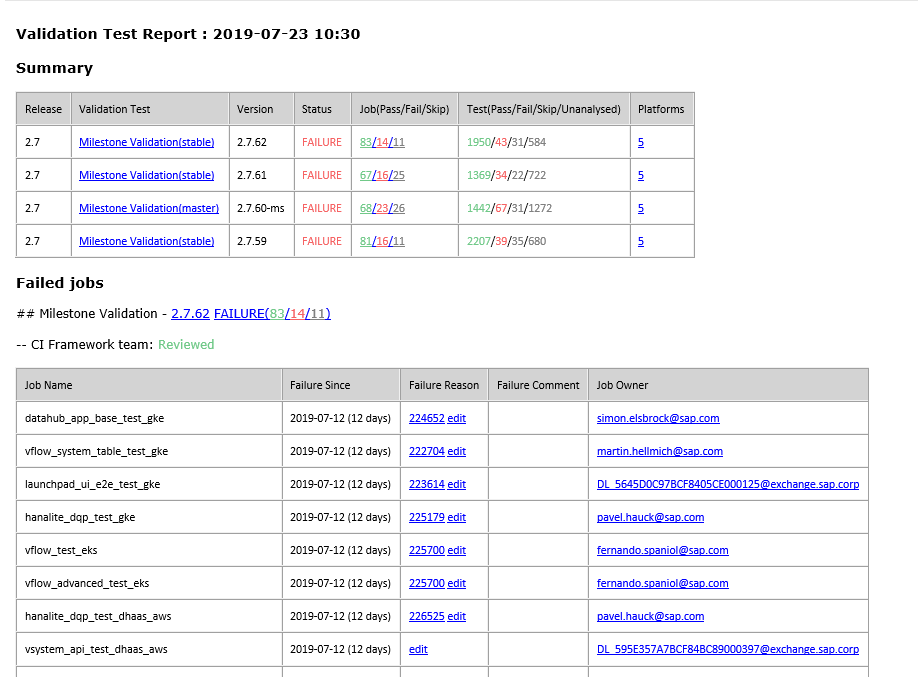 Validation Test Report : 2019-07-23 10:30
Summary
Release Validation Test Version Status Job(Pass/Fail/Skip) Test(Pass/Fail/Skip/Unanalysed) Platforms
2.7 Milestone Validation(stable) 2.7.62 FAILURE 83/14/11 1950/43/31/584 5
2.7 Milestone Validation(stable) 2.7.61 FAILURE 67/16/25 1369/34/22/722 5
2.7 Milestone Validation(master) 2.7.60-ms FAILURE 68/23/26 1442/67/31/1272 5
2.7 Milestone Validation(stable) 2.7.59 FAILURE 81/16/11 2207/39/35/680 5
Failed jobs
## Milestone Validation - 2.7.62 FAILURE(83/14/11)
-- CI Framework team: Reviewed
Job Name Failure Since Failure Reason Failure Comment Job Owner
datahub_app_base_test_gke 2019-07-12 (12 days) 224652 edit simon.elsbrock@sap.com
vflow_system_table_test_gke 2019-07-12 (12 days) 222704 edit martin.hellmich@sap.com
launchpad_ui_e2e_test_gke 2019-07-12 (12 days) 223614 edit DL_5645D0C97BCF8405CE000125@exchange.sap.corp
hanalite_dqp_test_gke 2019-07-12 (12 days) 225179 edit pavel.hauck@sap.com
vflow_test_eks 2019-07-12 (12 days) 225700 edit fernando.spaniol@sap.com
vflow_advanced_test_eks 2019-07-12 (12 days) 225700 edit fernando.spaniol@sap.com
hanalite_dqp_test_dhaas_aws 2019-07-12 (12 days) 226525 edit pavel.hauck@sap.com
vsystem_api_test_dhaas_aws 2019-07-12 (12 days) edit DL_595E357A7BCF84BC89000397@exchange.sap.corp